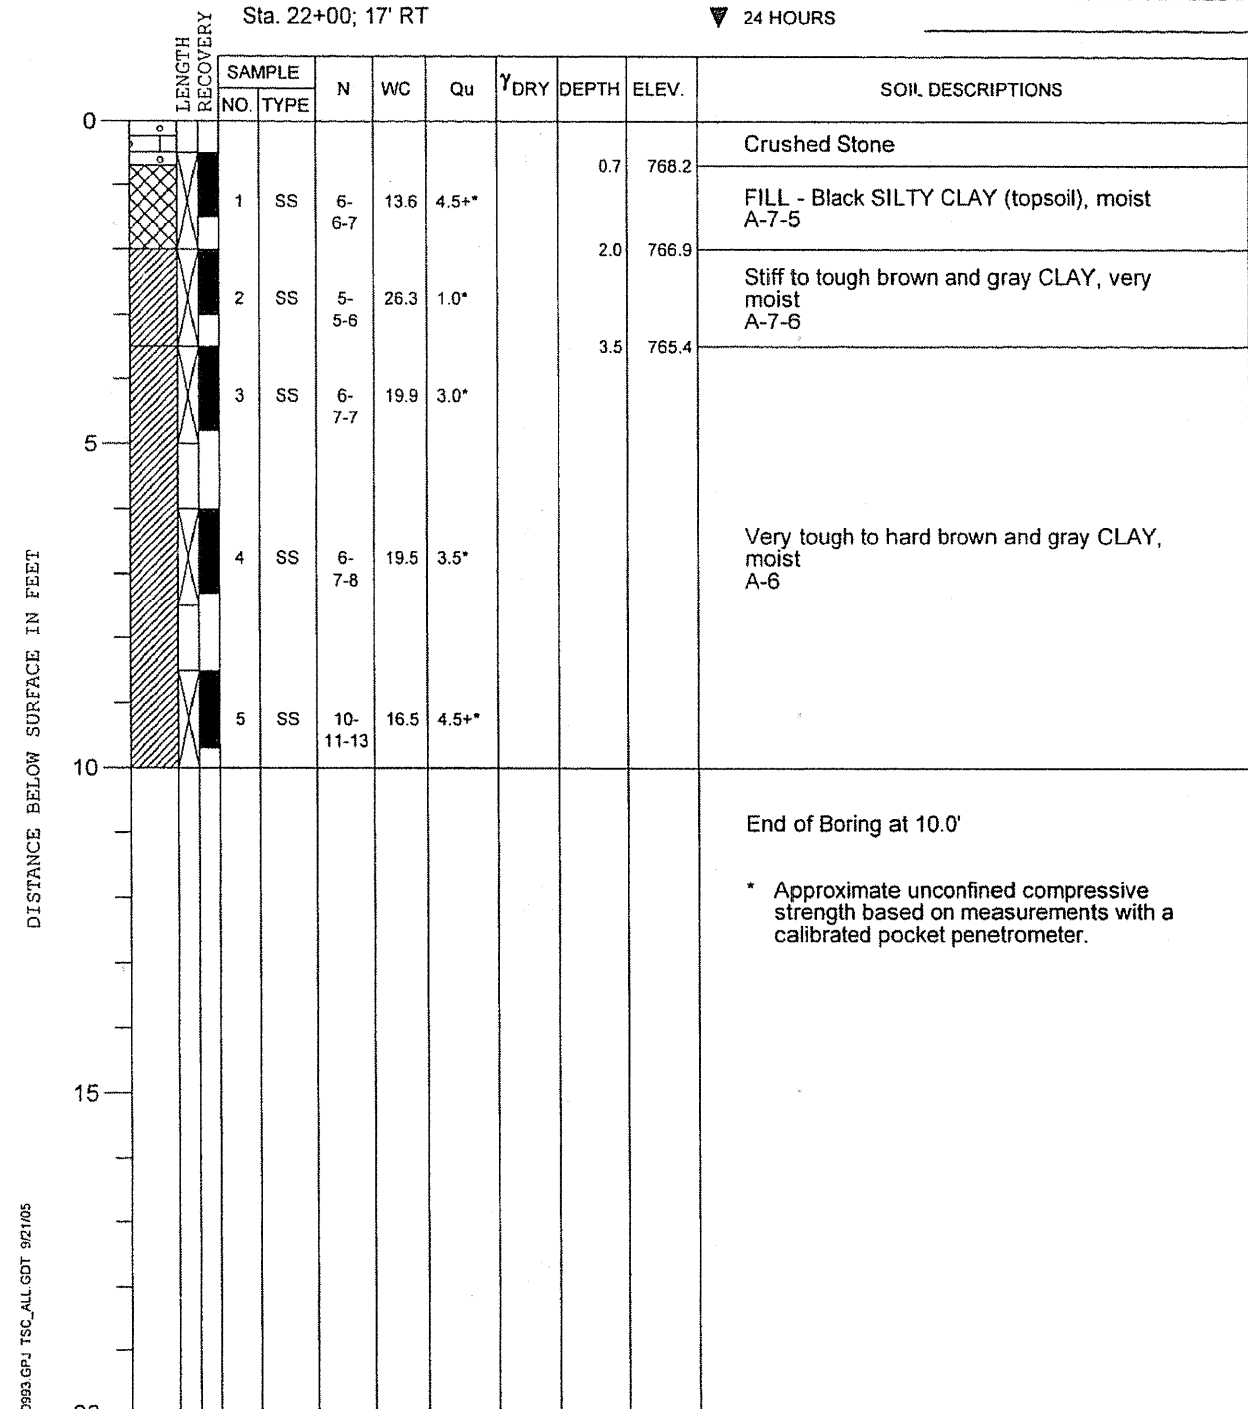 Sta. 22+00; 17' RT
▼ 24 HOURS
LENGTH
RECOVERY
SAMPLE
NO. TYPE
N
WC
Qu
γDRY
DEPTH
ELEV.
SOIL DESCRIPTIONS
0
Crushed Stone
0.7 768.2
1 SS 6- 13.6 4.5+*
6-7
FILL - Black SILTY CLAY (topsoil), moist
A-7-5
2.0 766.9
2 SS 5- 26.3 1.0*
5-6
Stiff to tough brown and gray CLAY, very
moist
A-7-6
3.5 765.4
3 SS 6- 19.9 3.0*
7-7
5
4 SS 6- 19.5 3.5*
7-8
Very tough to hard brown and gray CLAY,
moist
A-6
5 SS 10- 16.5 4.5+*
11-13
10
End of Boring at 10.0'
* Approximate unconfined compressive
strength based on measurements with a
calibrated pocket penetrometer.
15
DISTANCE BELOW SURFACE IN FEET
0993.GPJ TSC_ALL.GDT 9/21/05